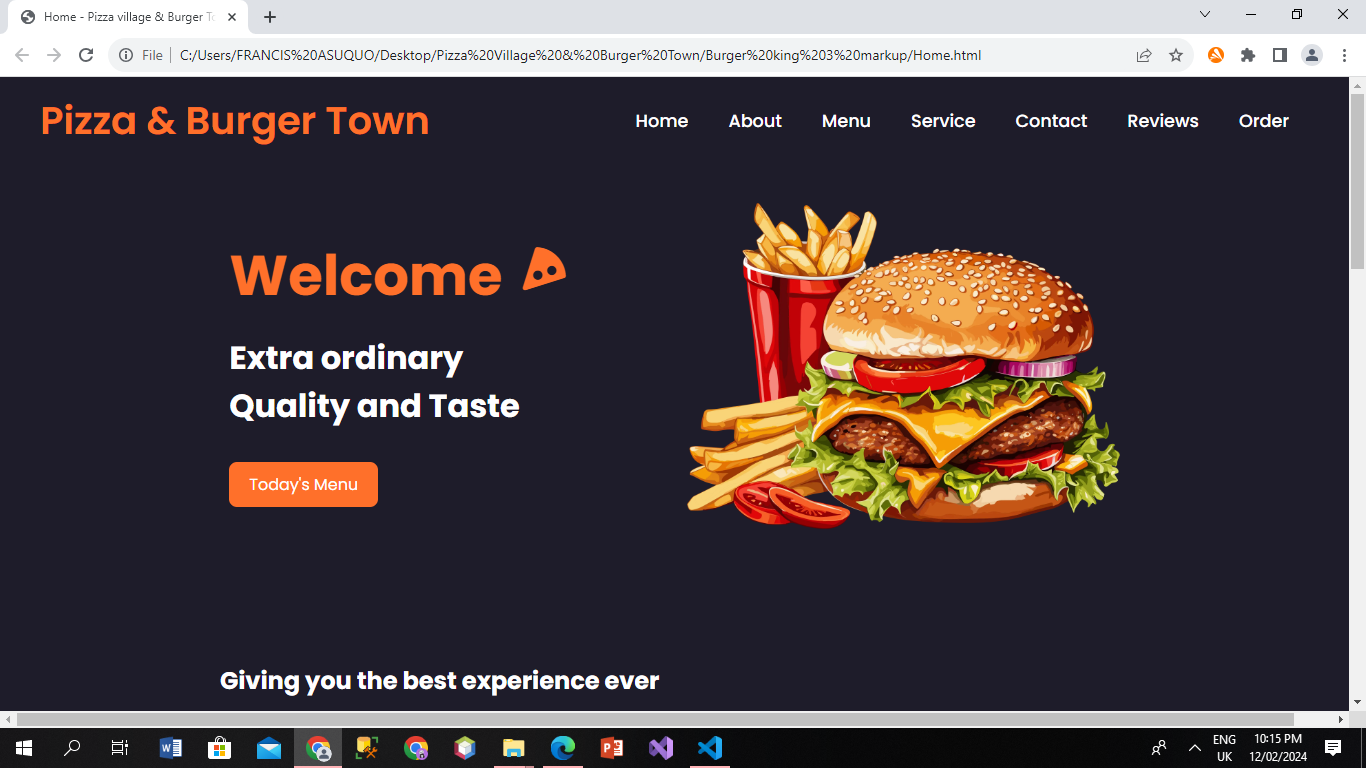 Home - Pizza village & Burger To
File
C:/Users/FRANCIS%20ASUQUO/Desktop/Pizza%20Village%20&%20Burger%20Town/Burger%20king%203%20markup/Home.html
Pizza & Burger Town
Home About Menu Service Contact Reviews Order
Welcome
Extra ordinary
Quality and Taste
Today's Menu
Giving you the best experience ever
ENG
UK
10:15 PM
12/02/2024